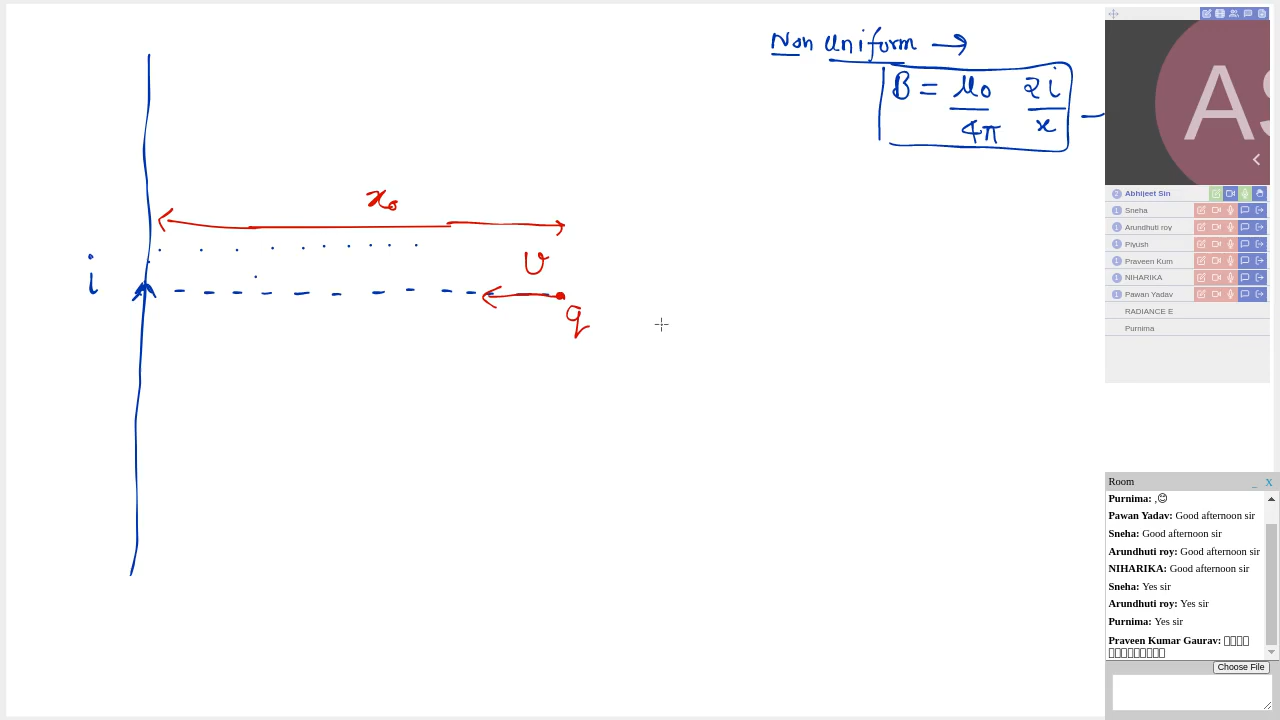 Non uniform →
B = μ₀/4π 2i/x
x₀
i
v
q
AS
Abhijeet Sin
Sneha
Arundhuti roy
Piyush
Praveen Kum
NIHARIKA
Pawan Yadav
RADIANCE E
Purnima
Room _ X
Purnima: ,😊
Pawan Yadav: Good afternoon sir
Sneha: Good afternoon sir
Arundhuti roy: Good afternoon sir
NIHARIKA: Good afternoon sir
Sneha: Yes sir
Arundhuti roy: Yes sir
Purnima: Yes sir
Praveen Kumar Gaurav:
Choose File